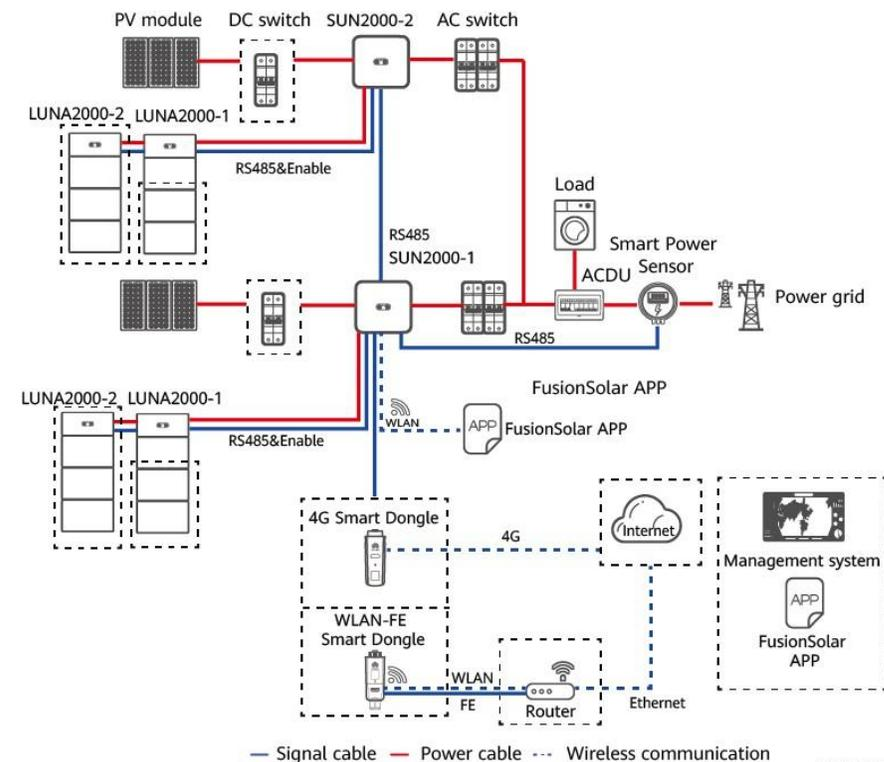 PV module DC switch SUN2000-2 AC switch
LUNA2000-2 LUNA2000-1
RS485&Enable
Load
RS485
SUN2000-1
Smart Power
Sensor
ACDU
Power grid
RS485
FusionSolar APP
LUNA2000-2 LUNA2000-1
WLAN
APP
FusionSolar APP
RS485&Enable
4G Smart Dongle
4G
Internet
Management system
APP
FusionSolar
APP
WLAN-FE
Smart Dongle
WLAN
FE
Router
Ethernet
Signal cable Power cable Wireless communication